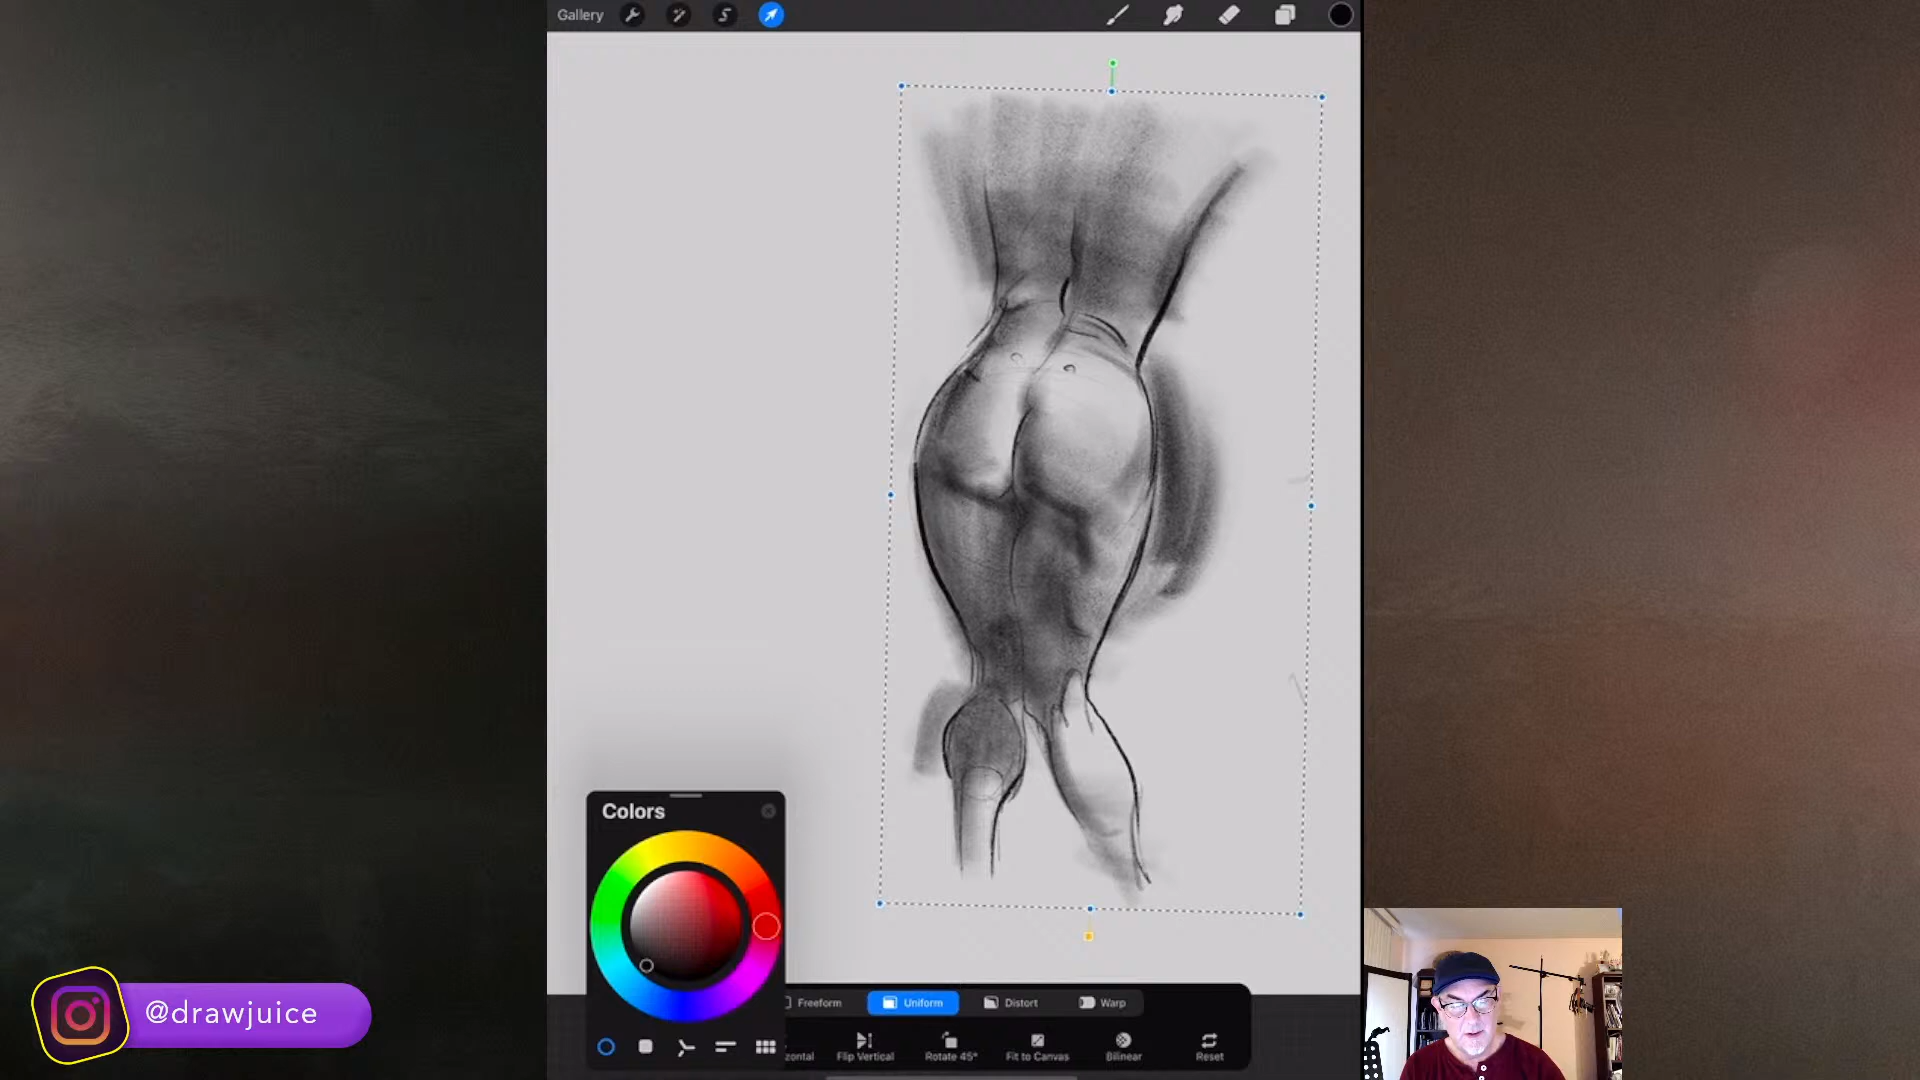 Gallery
Colors
Freeform
Uniform
Distort
Warp
zontal
Flip Vertical
Rotate 45°
Fit to Canvas
Bilinear
Reset
@drawjuice